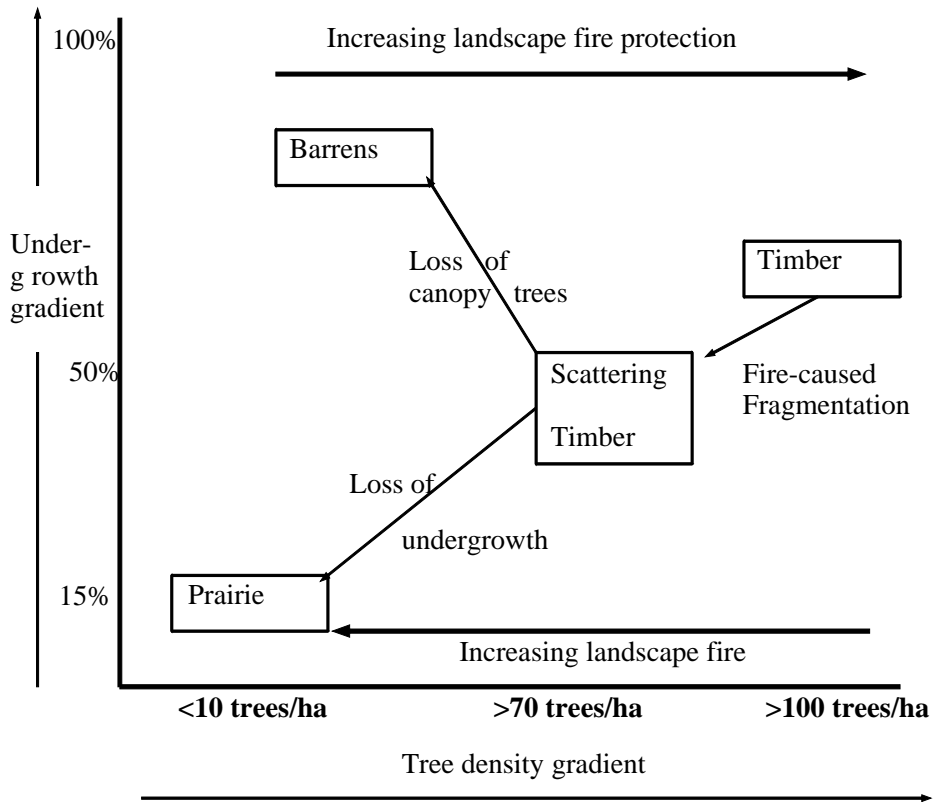 100%
Increasing landscape fire protection
Barrens
Under-
g rowth
gradient
Loss of
canopy trees
Timber
50%
Scattering
Timber
Fire-caused
Fragmentation
Loss of
undergrowth
15%
Prairie
Increasing landscape fire
<10 trees/ha
>70 trees/ha
>100 trees/ha
Tree density gradient